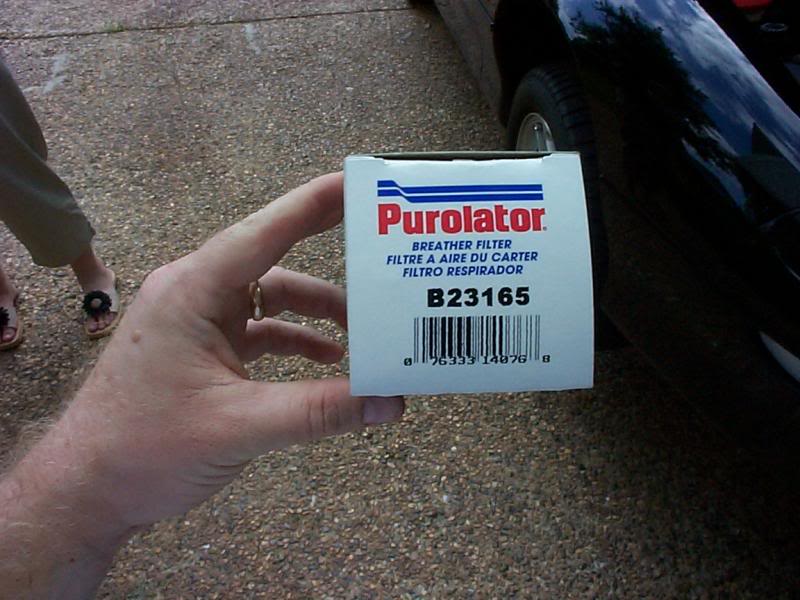 Purolator
BREATHER FILTER
FILTRE A AIRE DU CARTER
FILTRO RESPIRADOR
B23165
0 76333 14076 8